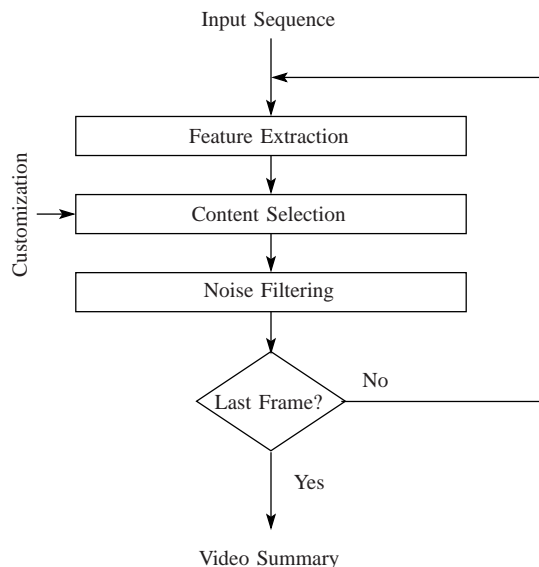 Input Sequence
Feature Extraction
Customization
Content Selection
Noise Filtering
Last Frame?
No
Yes
Video Summary